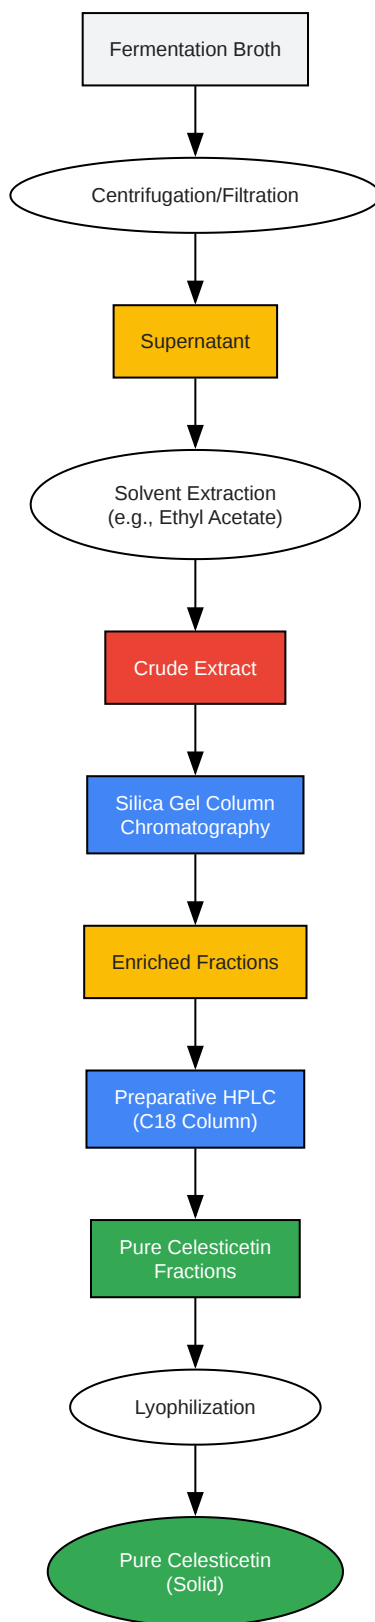 Fermentation Broth
Centrifugation/Filtration
Supernatant
Solvent Extraction
(e.g., Ethyl Acetate)
Crude Extract
Silica Gel Column
Chromatography
Enriched Fractions
Preparative HPLC
(C18 Column)
Pure Celesticetin
Fractions
Lyophilization
Pure Celesticetin
(Solid)